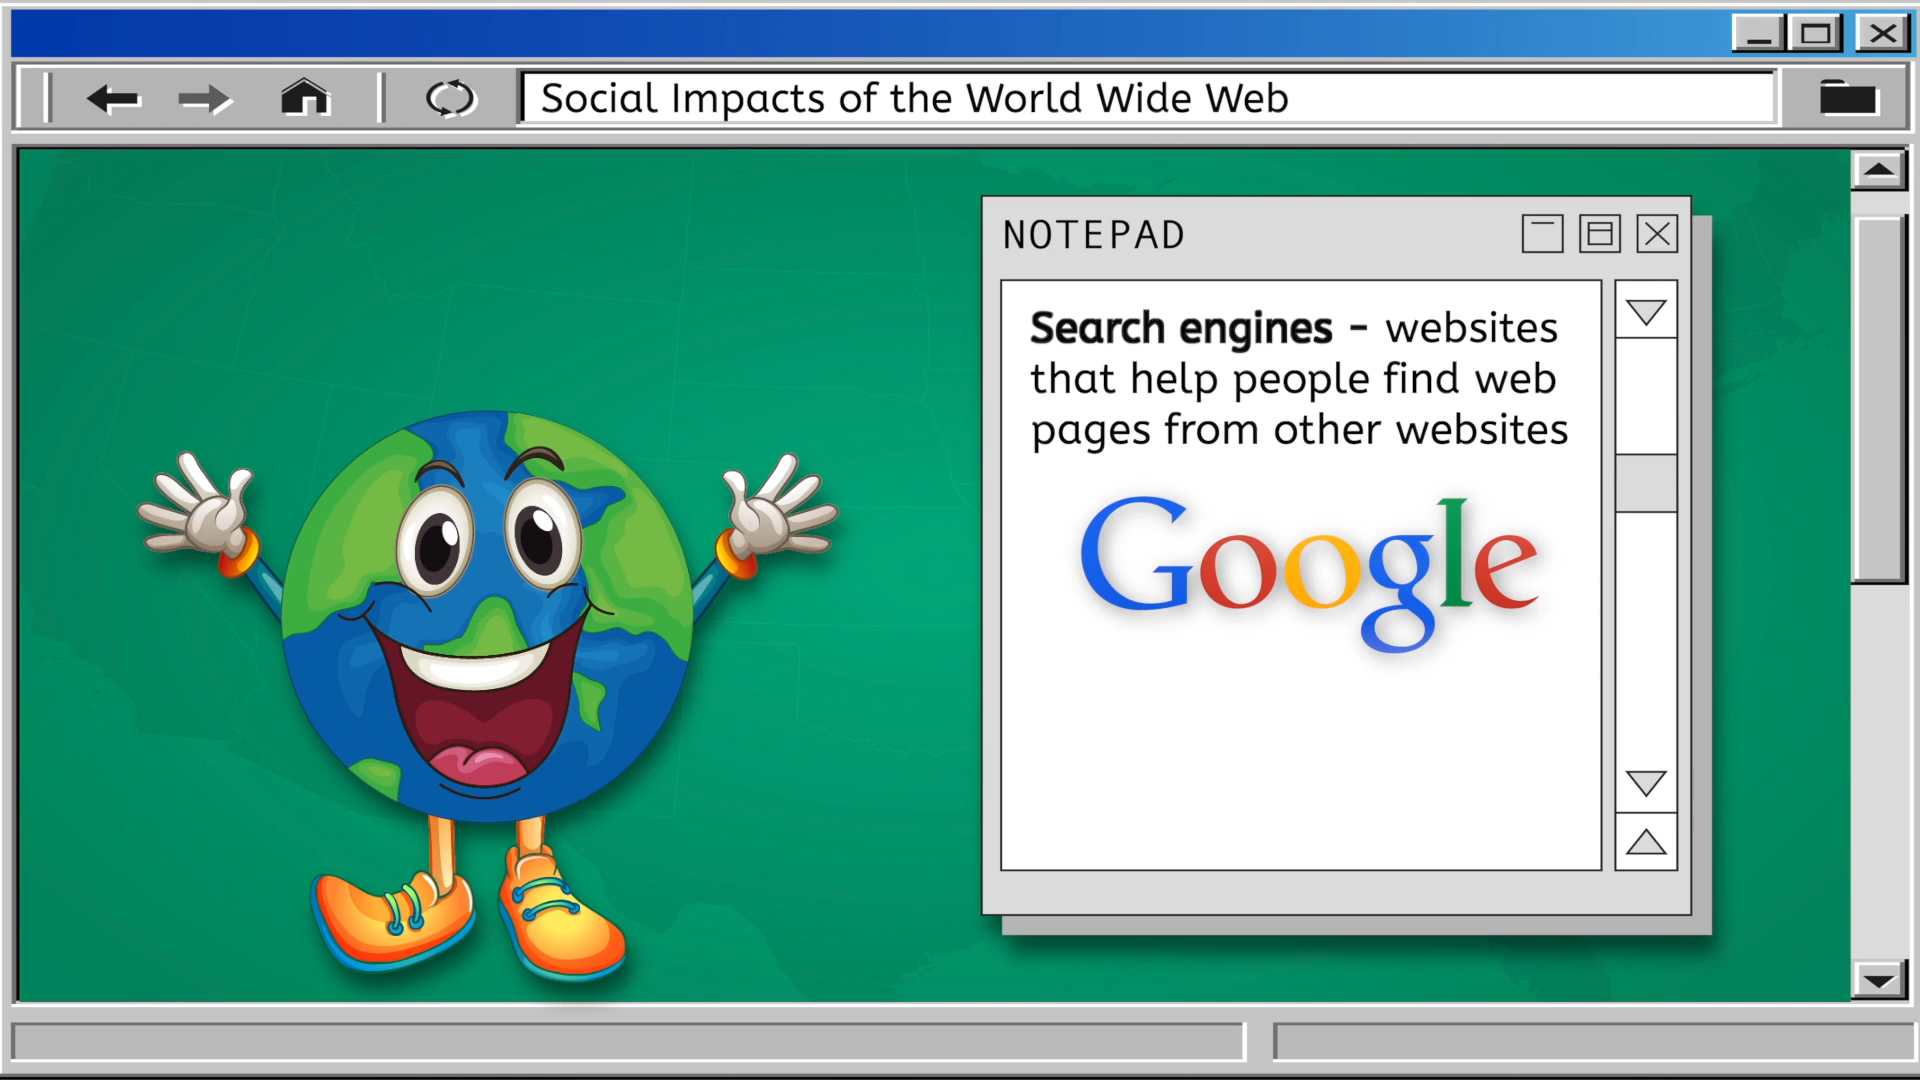 Social Impacts of the World Wide Web
NOTEPAD
Search engines - websites
that help people find web
pages from other websites
Google